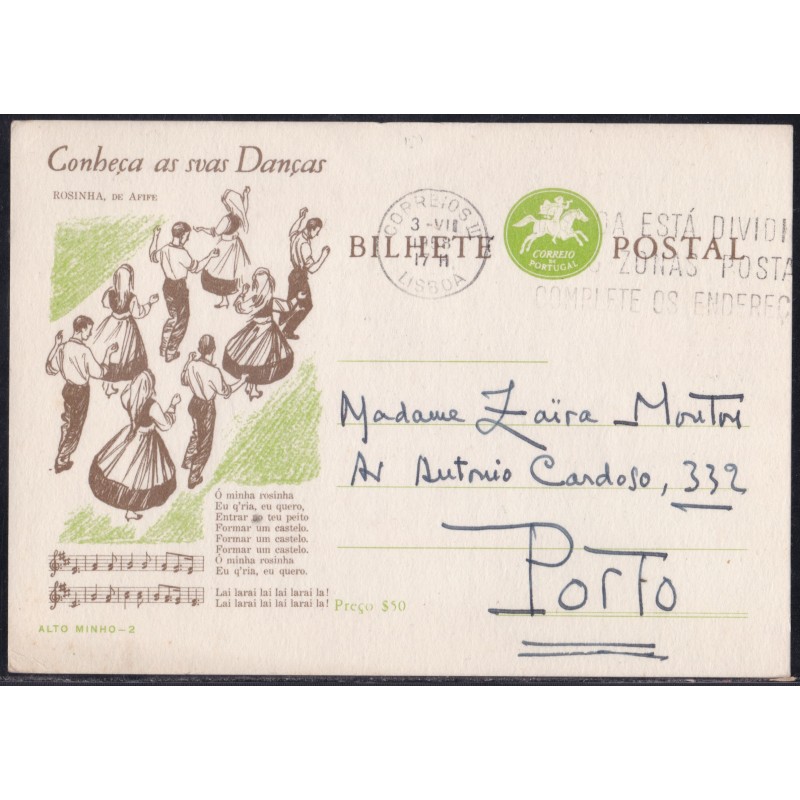 Conheça as svas Danças
ROSINHA, DE AFIFE
CORREIOS
3-VII
17 H
LISBOA
BILHETE POSTAL
CORREIO
DE
PORTUGAL
ESTÁ DIVIDI
ZONAS POSTA
COMPLETE OS ENDEREÇ
Madame Zaïra
Av Antonio Cardoso, 332
Porto
Ó minha rosinha
Eu q'ria, eu quero,
Entrar no teu peito
Formar um castelo.
Formar um castelo.
Formar um castelo.
Ó minha rosinha
Eu q'ria, eu quero.
Lai larai lai lai larai la!
Lai larai lai lai larai la!
Preço $50
ALTO MINHO—2